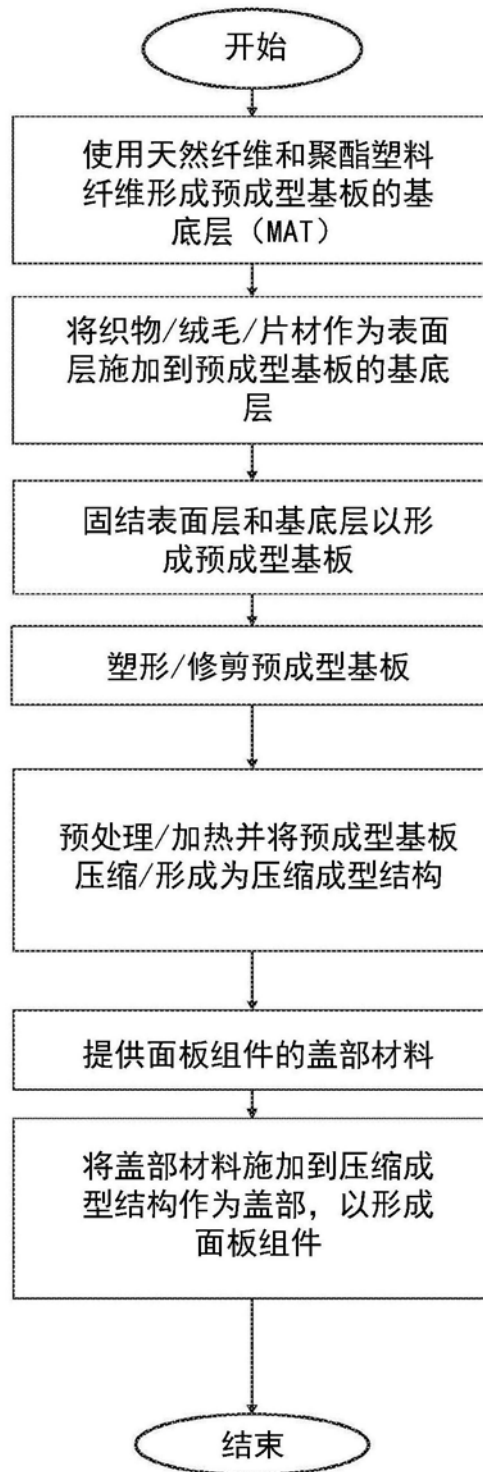 开始
使用天然纤维和聚酯塑料
纤维形成预成型基板的基
底层（MAT）
将织物/绒毛/片材作为表面
层施加到预成型基板的基底
层
固结表面层和基底层以形
成预成型基板
塑形/修剪预成型基板
预处理/加热并将预成型基板
压缩/形成为压缩成型结构
提供面板组件的盖部材料
将盖部材料施加到压缩成
型结构作为盖部，以形成
面板组件
结束